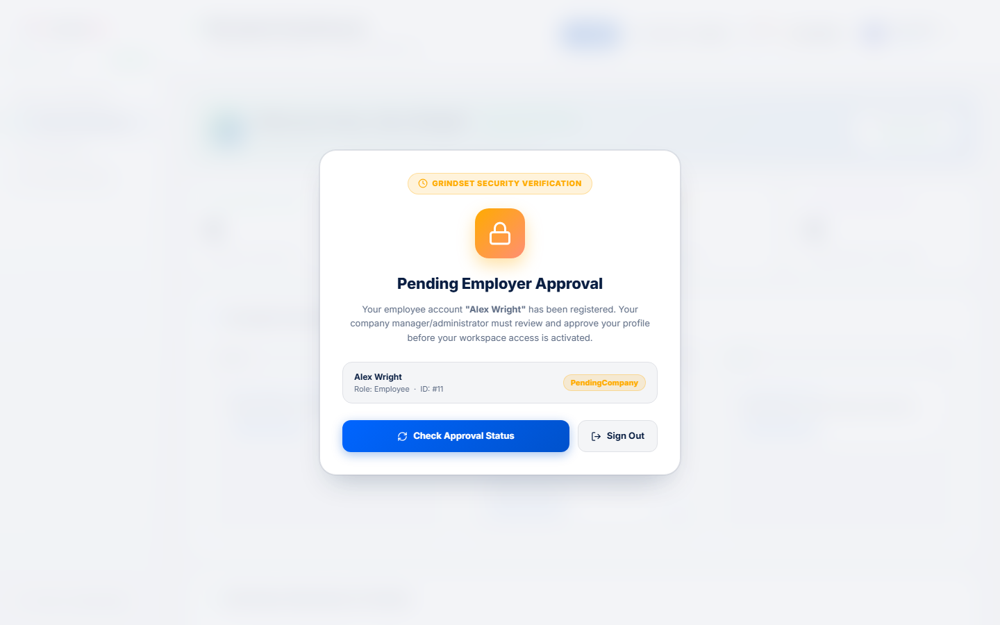 GRINDSET SECURITY VERIFICATION
Pending Employer Approval
Your employee account "Alex Wright" has been registered. Your
company manager/administrator must review and approve your profile
before your workspace access is activated.
Alex Wright
Role: Employee · ID: #11
PendingCompany
Check Approval Status
Sign Out